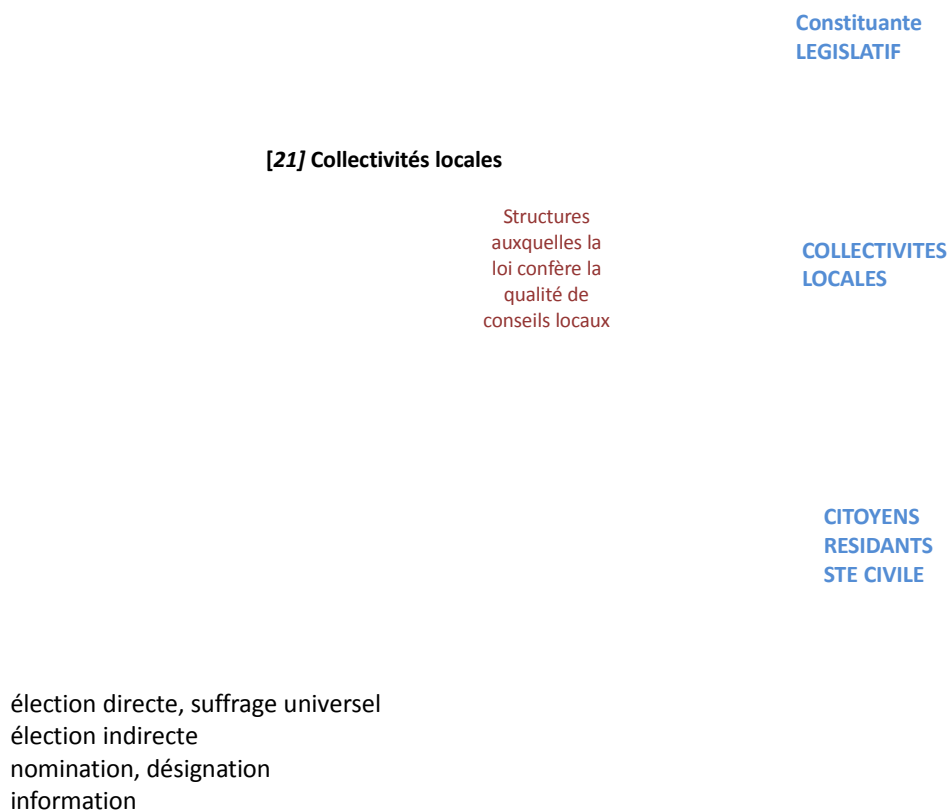 Constituante
LEGISLATIF
[21] Collectivités locales
Structures
auxquelles la
loi confère la
qualité de
conseils locaux
COLLECTIVITES
LOCALES
CITOYENS
RESIDANTS
STE CIVILE
élection directe, suffrage universel
élection indirecte
nomination, désignation
information